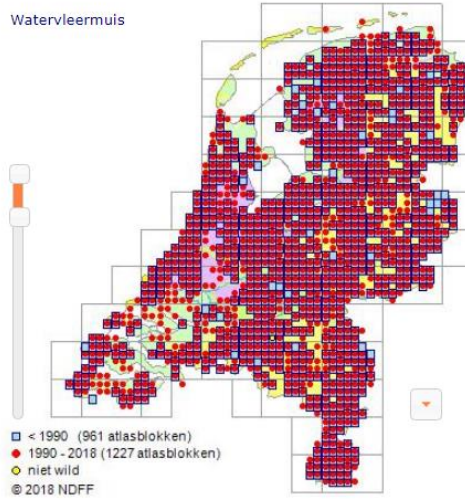 Watervleermuis
< 1990 (961 atlasblokken)
1990 - 2018 (1227 atlasblokken)
niet wild
© 2018 NDFF